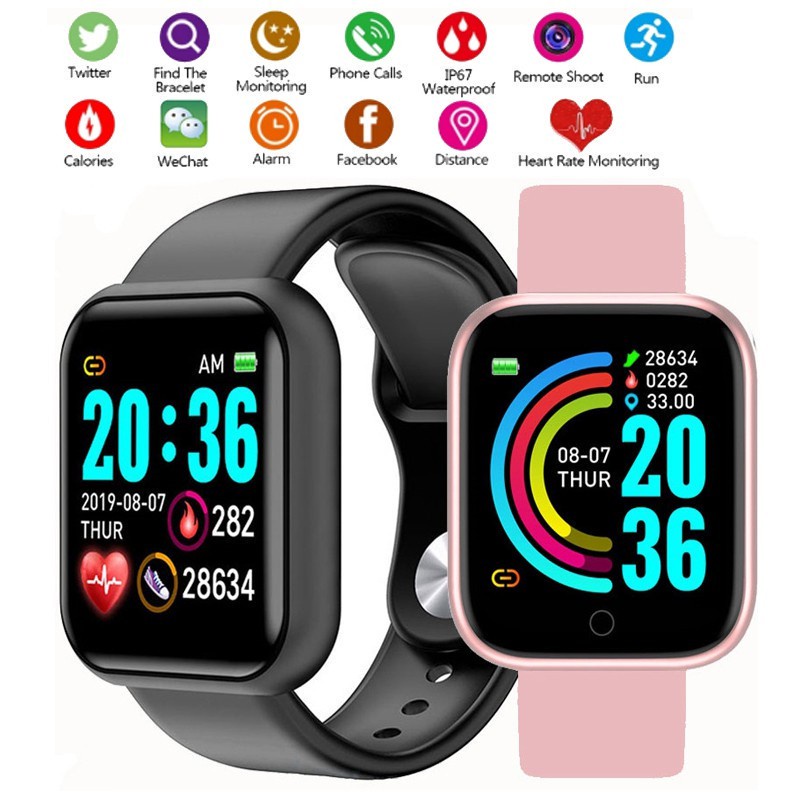 Twitter
Find The
Bracelet
Sleep
Monitoring
Phone Calls
IP67
Waterproof
Remote Shoot
Run
Calories
WeChat
Alarm
Facebook
Distance
Heart Rate Monitoring
AM
20:36
2019-08-07
THUR
282
28634
28634
0282
33.00
08-07
THUR
20
36